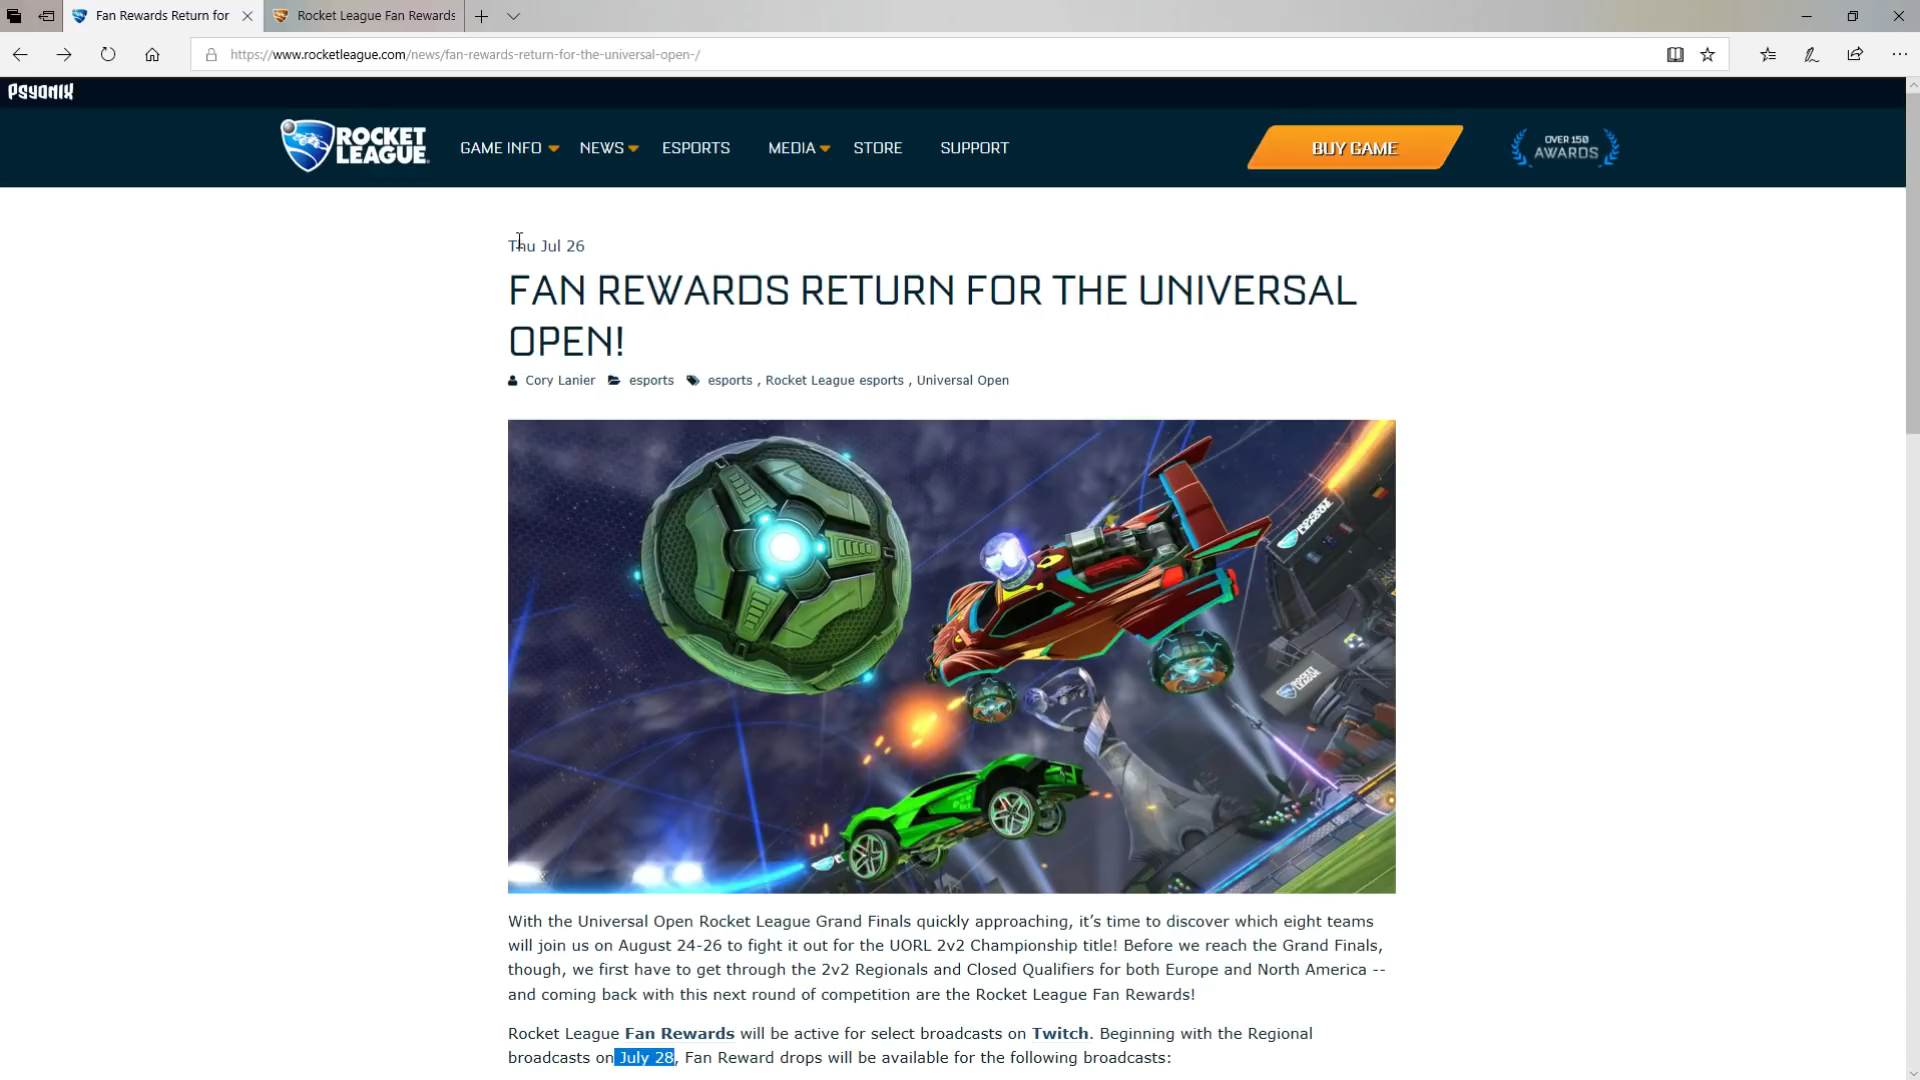 Fan Rewards Return for
Rocket League Fan Rewards
https://www.rocketleague.com/news/fan-rewards-return-for-the-universal-open-/
PSYONIX
ROCKET LEAGUE
GAME INFO NEWS ESPORTS MEDIA STORE SUPPORT
BUY GAME
OVER 150
AWARDS
Thu Jul 26
FAN REWARDS RETURN FOR THE UNIVERSAL
OPEN!
Cory Lanier esports esports , Rocket League esports , Universal Open
ROCKET LEAGUE
With the Universal Open Rocket League Grand Finals quickly approaching, it’s time to discover which eight teams
will join us on August 24-26 to fight it out for the UORL 2v2 Championship title! Before we reach the Grand Finals,
though, we first have to get through the 2v2 Regionals and Closed Qualifiers for both Europe and North America --
and coming back with this next round of competition are the Rocket League Fan Rewards!
Rocket League Fan Rewards will be active for select broadcasts on Twitch. Beginning with the Regional
broadcasts on July 28, Fan Reward drops will be available for the following broadcasts: